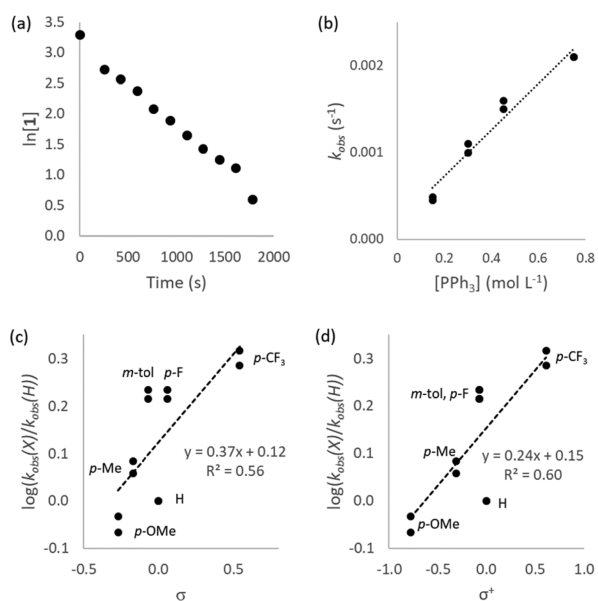 (a)
3.5
3.0
2.5
2.0
1.5
1.0
0.5
0.0
ln[1]
0 500 1000 1500 2000
Time (s)
(b)
0.002
0.001
0.000
kobs (s-1)
0 0.2 0.4 0.6 0.8
[PPh3] (mol L-1)
(c)
0.3
0.2
0.1
0.0
-0.1
log(kobs(X)/kobs(H))
m-tol p-F
p-CF3
p-Me
y = 0.37x + 0.12
R² = 0.56
H
p-OMe
-0.5 0.0 0.5
σ
(d)
0.3
0.2
0.1
0.0
-0.1
log(kobs(X)/kobs(H))
p-CF3
m-tol, p-F
p-Me
y = 0.24x + 0.15
R² = 0.60
H
p-OMe
-1.0 -0.5 0.0 0.5 1.0
σ+